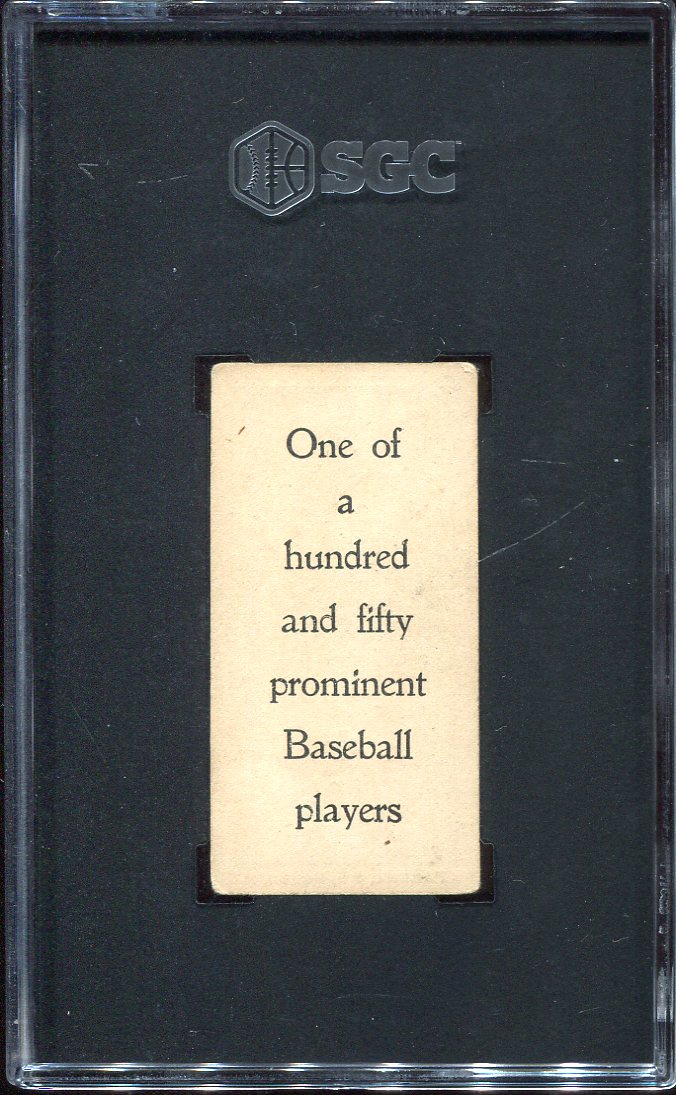 SGC
One of
a
hundred
and fifty
prominent
Baseball
players